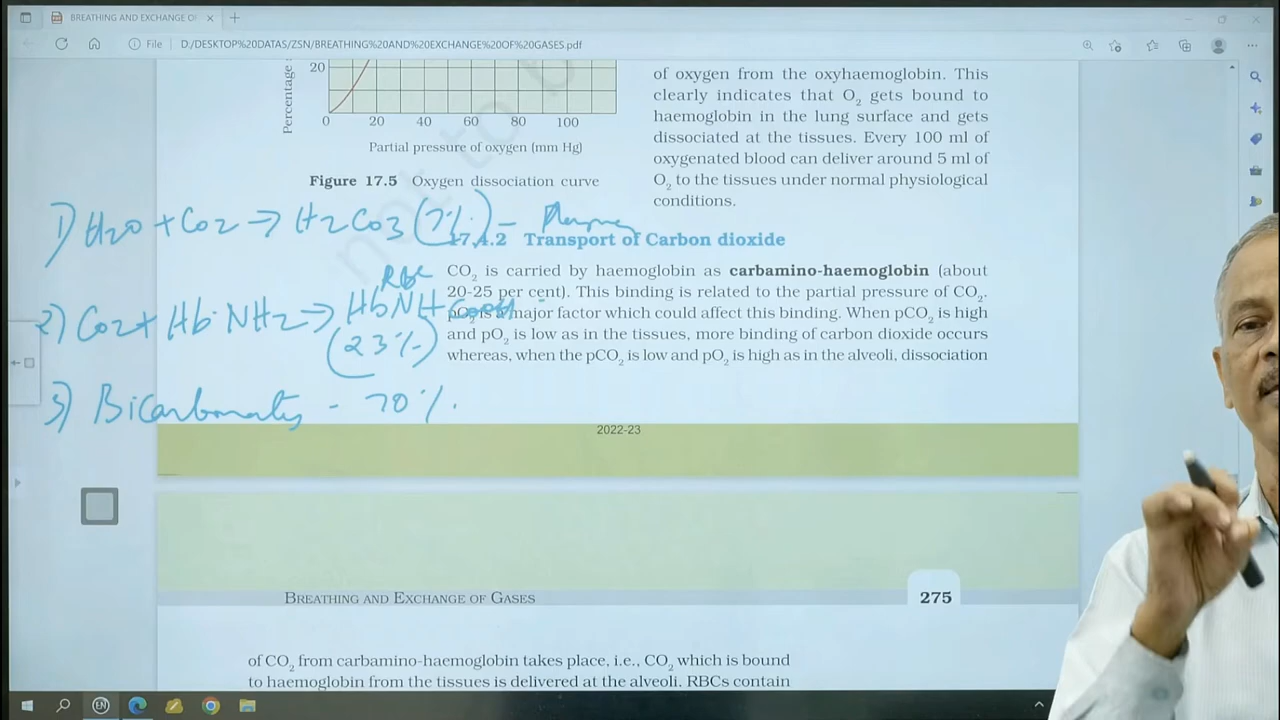 BREATHING AND EXCHANGE OF
File
D:/DESKTOP%20DATAS/ZSN/BREATHING%20AND%20EXCHANGE%20OF%20GASES.pdf
Percentage
20
0 20 40 60 80 100
Partial pressure of oxygen (mm Hg)
Figure 17.5 Oxygen dissociation curve
of oxygen from the oxyhaemoglobin. This
clearly indicates that O₂ gets bound to
haemoglobin in the lung surface and gets
dissociated at the tissues. Every 100 ml of
oxygenated blood can deliver around 5 ml of
O₂ to the tissues under normal physiological
conditions.
1) H2O + Co2 ⇒ H2Co3 (7%) –
17.4.2 Transport of Carbon dioxide
CO₂ is carried by haemoglobin as carbamino-haemoglobin (about
20-25 per cent). This binding is related to the partial pressure of CO₂.
pO₂ is a major factor which could affect this binding. When pCO₂ is high
and pO₂ is low as in the tissues, more binding of carbon dioxide occurs
whereas, when the pCO₂ is low and pO₂ is high as in the alveoli, dissociation
RBC
2) Co2 + Hb·NH2 ⇒ HbNHCOOH
(23%)
3) Bicarbonates - 70%.
2022-23
BREATHING AND EXCHANGE OF GASES
275
of CO₂ from carbamino-haemoglobin takes place, i.e., CO₂ which is bound
to haemoglobin from the tissues is delivered at the alveoli. RBCs contain
not to b